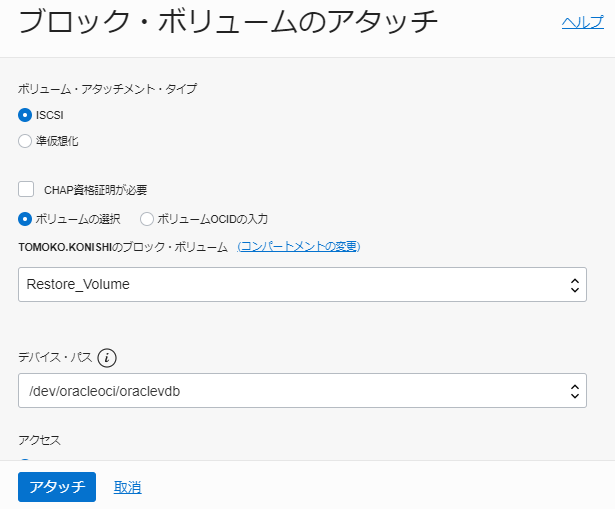 ブロック・ボリュームのアタッチ
ヘルプ
ボリューム・アタッチメント・タイプ
ISCSI
準仮想化
CHAP資格証明が必要
ボリュームの選択 ボリュームOCIDの入力
TOMOKO.KONISHIのブロック・ボリューム (コンパートメントの変更)
Restore_Volume
デバイス・パス i
/dev/oracleoci/oraclevdb
アクセス
アタッチ 取消